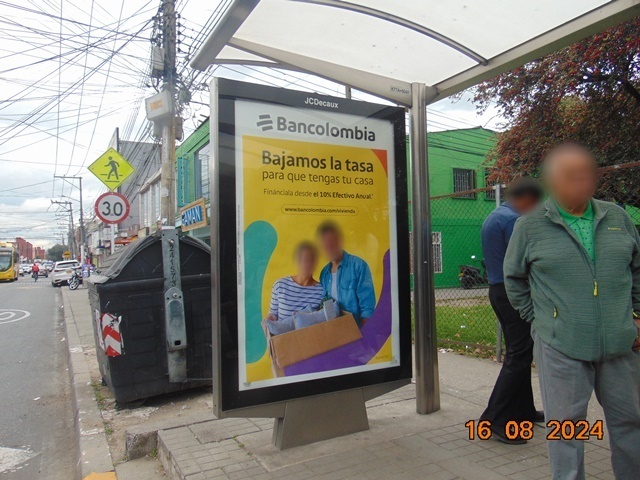 JCDecaux
Bancolombia
Bajamos la tasa
para que tengas tu casa
Finánciala desde el 10% Efectivo Anual.*
www.bancolombia.com/vivienda
30
16 08 2024